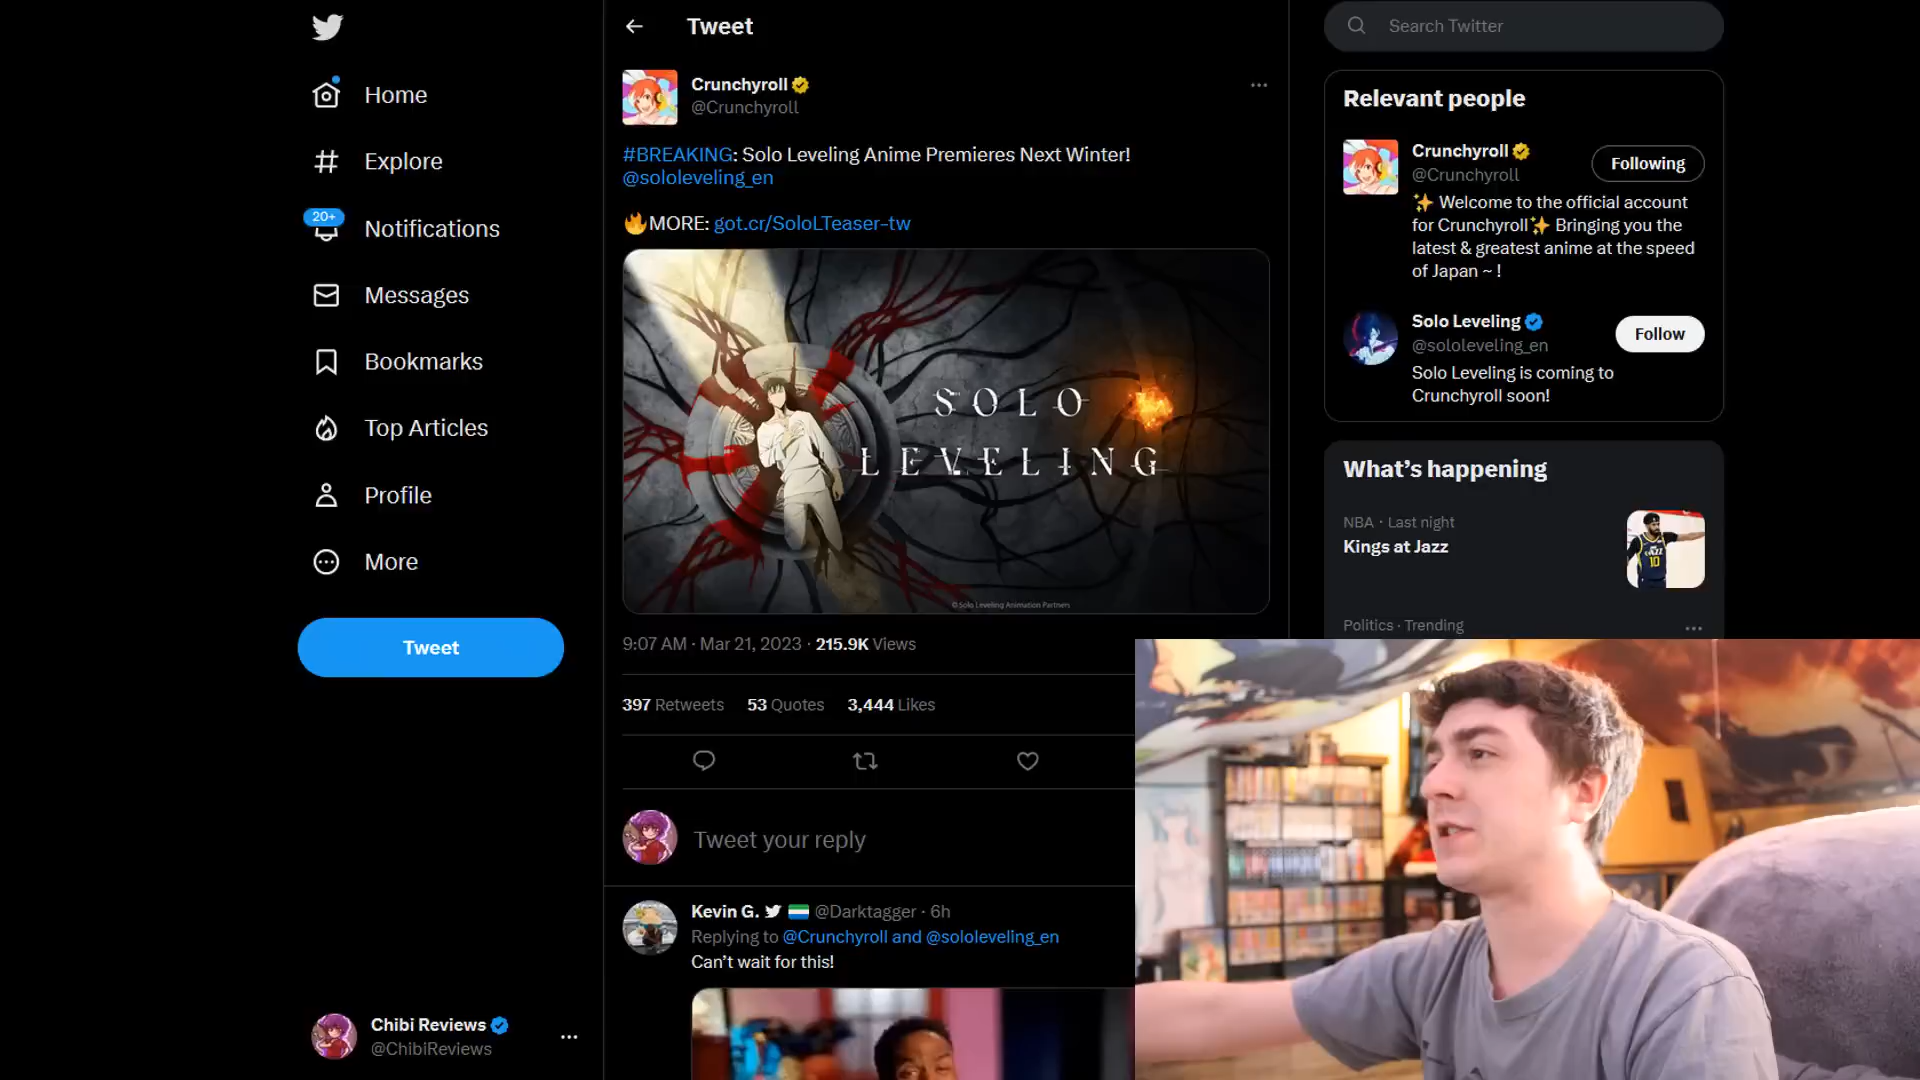 Home
Explore
20+
Notifications
Messages
Bookmarks
Top Articles
Profile
More
Tweet
Chibi Reviews
@ChibiReviews
Tweet
Crunchyroll
@Crunchyroll
#BREAKING: Solo Leveling Anime Premieres Next Winter!
@sololeveling_en
🔥MORE: got.cr/SoloLTeaser-tw
SOLO
LEVELING
© Solo Leveling Animation Partners
9:07 AM · Mar 21, 2023 · 215.9K Views
397 Retweets 53 Quotes 3,444 Likes
Tweet your reply
Kevin G. @Darktagger · 6h
Replying to @Crunchyroll and @sololeveling_en
Can't wait for this!
Search Twitter
Relevant people
Crunchyroll
@Crunchyroll
Following
✨ Welcome to the official account
for Crunchyroll✨ Bringing you the
latest & greatest anime at the speed
of Japan ~ !
Solo Leveling
@sololeveling_en
Follow
Solo Leveling is coming to
Crunchyroll soon!
What's happening
NBA · Last night
Kings at Jazz
JAZZ
10
Politics · Trending